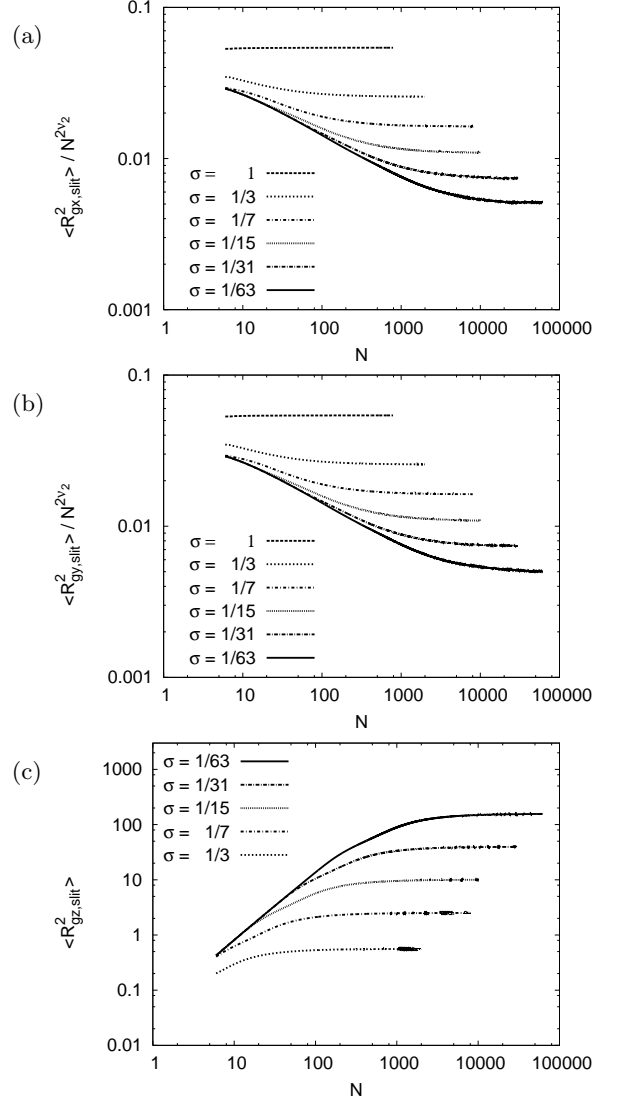 (a)
0.1
0.01
0.001
<R²gx,slit> / N^2ν₂
σ = 1
σ = 1/3
σ = 1/7
σ = 1/15
σ = 1/31
σ = 1/63
1 10 100 1000 10000 100000
N
(b)
0.1
0.01
0.001
<R²gy,slit> / N^2ν₂
σ = 1
σ = 1/3
σ = 1/7
σ = 1/15
σ = 1/31
σ = 1/63
1 10 100 1000 10000 100000
N
(c)
1000
100
10
1
0.1
0.01
<R²gz,slit>
σ = 1/63
σ = 1/31
σ = 1/15
σ = 1/7
σ = 1/3
1 10 100 1000 10000 100000
N